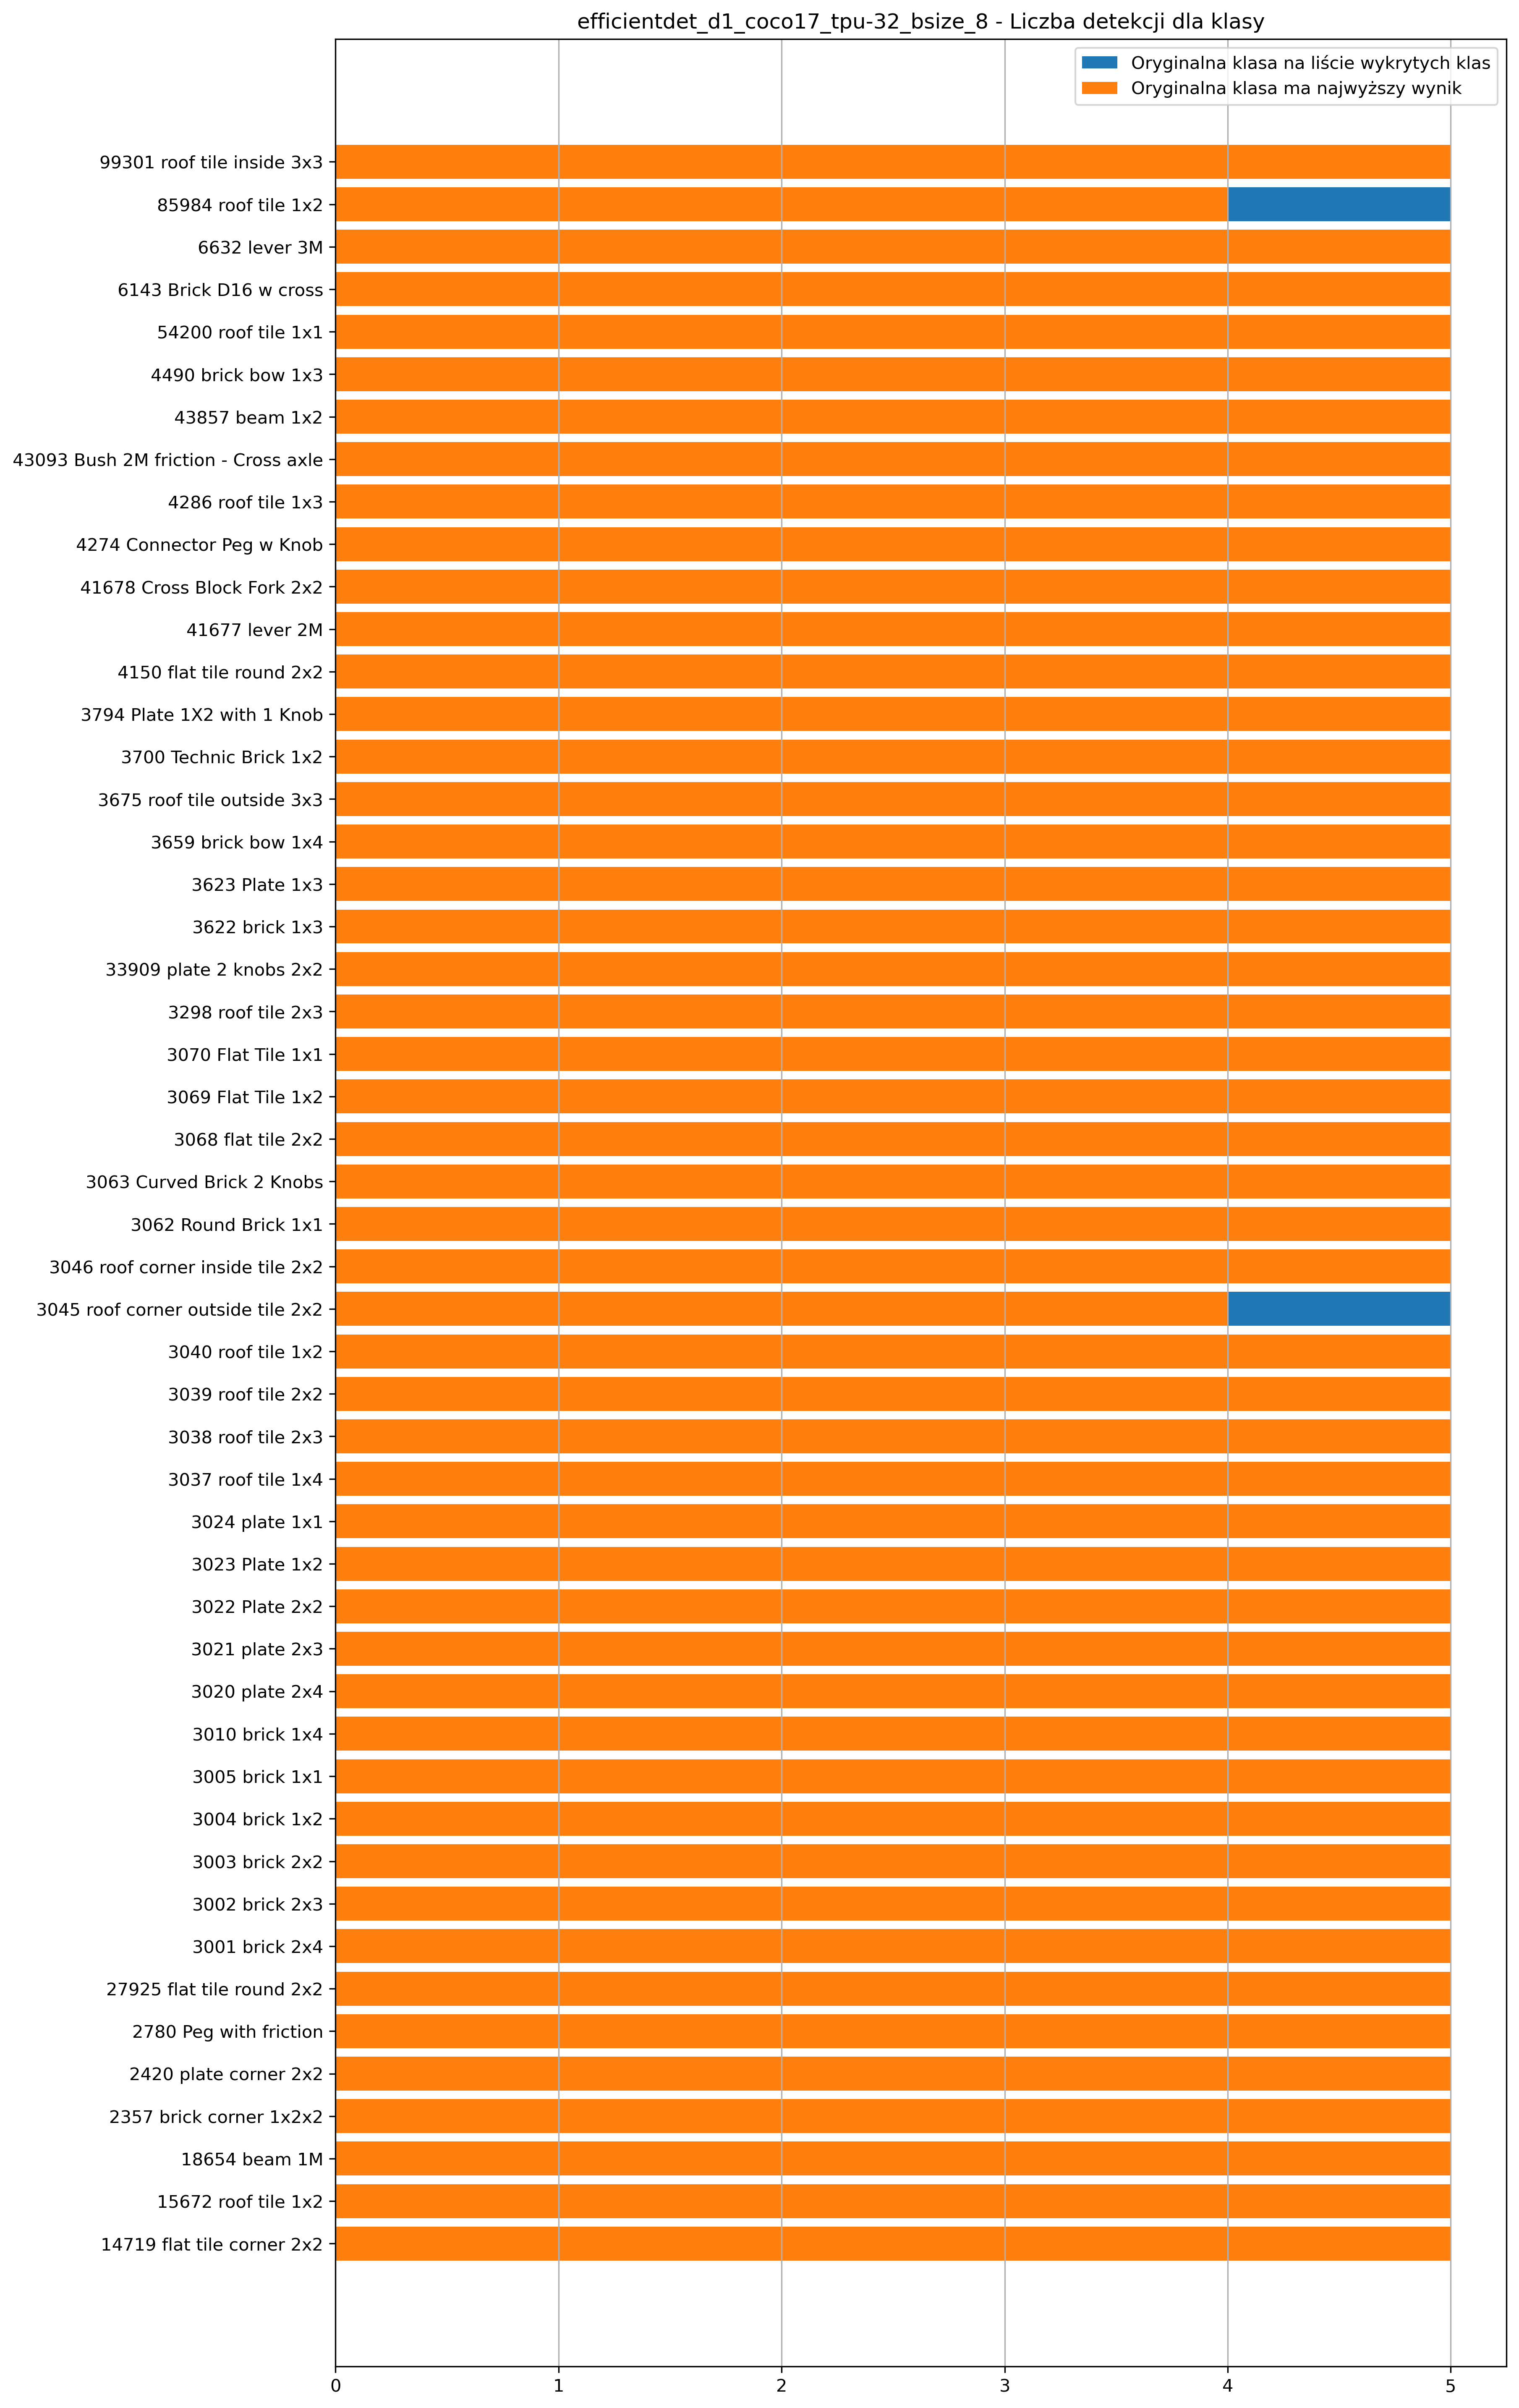 efficientdet_d1_coco17_tpu-32_bsize_8 - Liczba detekcji dla klasy
Oryginalna klasa na liście wykrytych klas
Oryginalna klasa ma najwyższy wynik
99301 roof tile inside 3x3
85984 roof tile 1x2
6632 lever 3M
6143 Brick D16 w cross
54200 roof tile 1x1
4490 brick bow 1x3
43857 beam 1x2
43093 Bush 2M friction - Cross axle
4286 roof tile 1x3
4274 Connector Peg w Knob
41678 Cross Block Fork 2x2
41677 lever 2M
4150 flat tile round 2x2
3794 Plate 1X2 with 1 Knob
3700 Technic Brick 1x2
3675 roof tile outside 3x3
3659 brick bow 1x4
3623 Plate 1x3
3622 brick 1x3
33909 plate 2 knobs 2x2
3298 roof tile 2x3
3070 Flat Tile 1x1
3069 Flat Tile 1x2
3068 flat tile 2x2
3063 Curved Brick 2 Knobs
3062 Round Brick 1x1
3046 roof corner inside tile 2x2
3045 roof corner outside tile 2x2
3040 roof tile 1x2
3039 roof tile 2x2
3038 roof tile 2x3
3037 roof tile 1x4
3024 plate 1x1
3023 Plate 1x2
3022 Plate 2x2
3021 plate 2x3
3020 plate 2x4
3010 brick 1x4
3005 brick 1x1
3004 brick 1x2
3003 brick 2x2
3002 brick 2x3
3001 brick 2x4
27925 flat tile round 2x2
2780 Peg with friction
2420 plate corner 2x2
2357 brick corner 1x2x2
18654 beam 1M
15672 roof tile 1x2
14719 flat tile corner 2x2
0 1 2 3 4 5